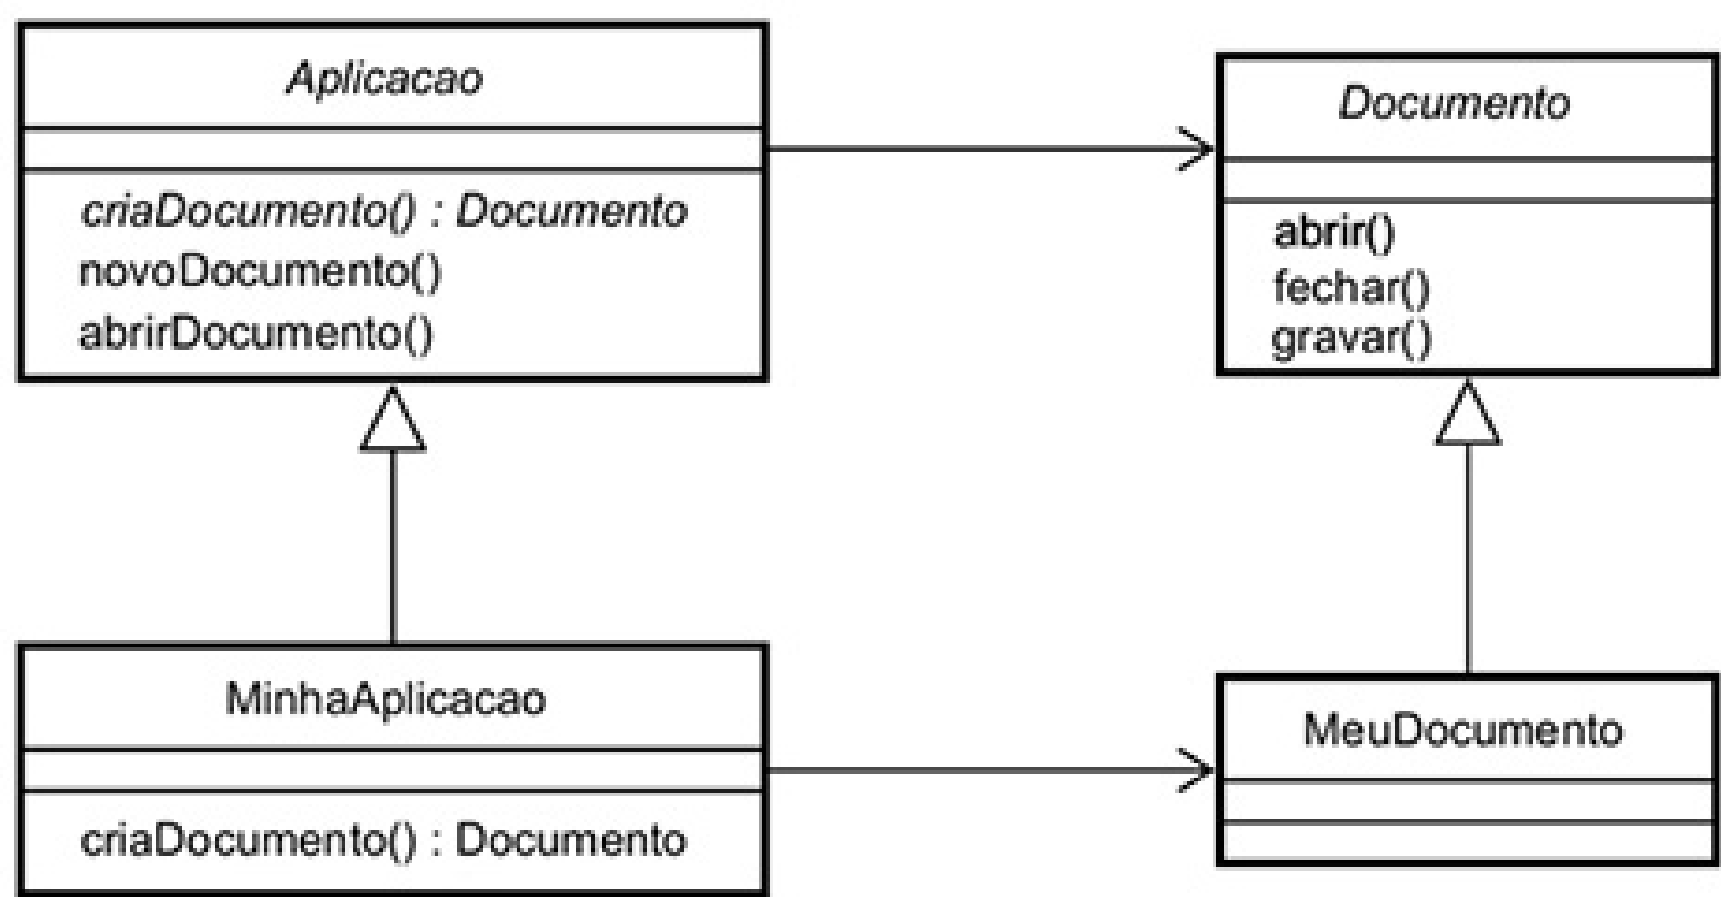 Aplicacao
criaDocumento() : Documento
novoDocumento()
abrirDocumento()
Documento
abrir()
fechar()
gravar()
MinhaAplicacao
criaDocumento() : Documento
MeuDocumento